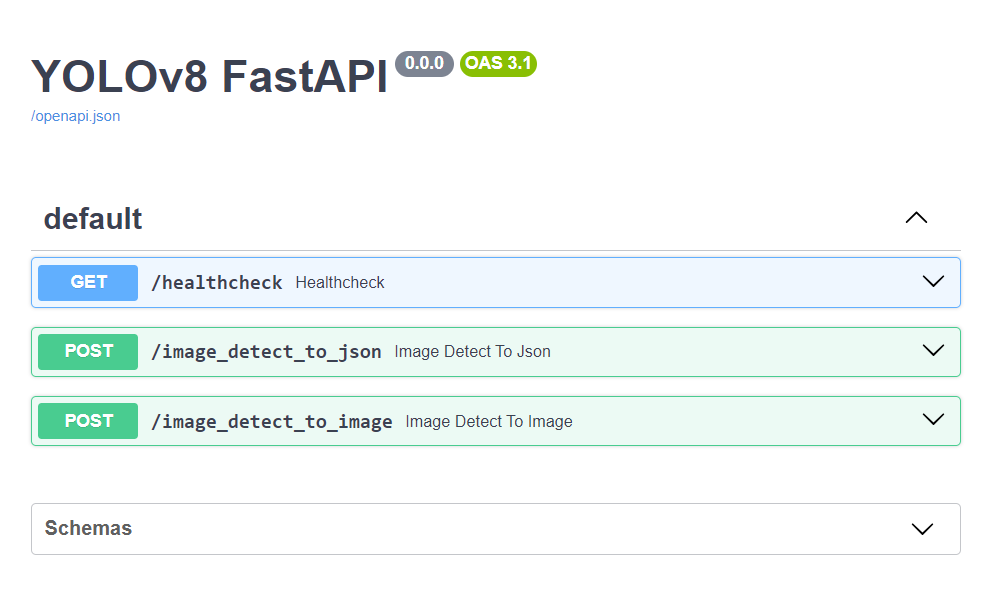 YOLOv8 FastAPI 0.0.0 OAS 3.1
/openapi.json
default
GET /healthcheck Healthcheck
POST /image_detect_to_json Image Detect To Json
POST /image_detect_to_image Image Detect To Image
Schemas